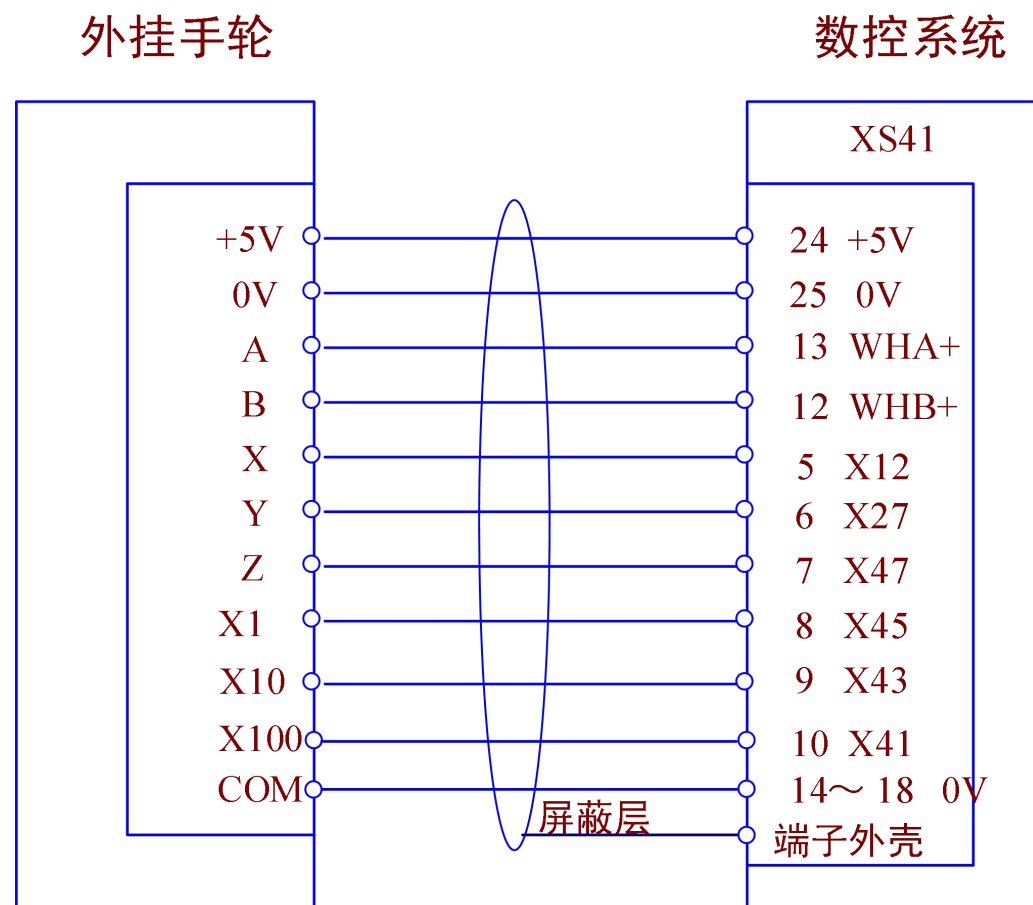 外挂手轮 数控系统
XS41
+5V 24 +5V
0V 25 0V
A 13 WHA+
B 12 WHB+
X 5 X12
Y 6 X27
Z 7 X47
X1 8 X45
X10 9 X43
X100 10 X41
COM 14～18 0V
屏蔽层 端子外壳